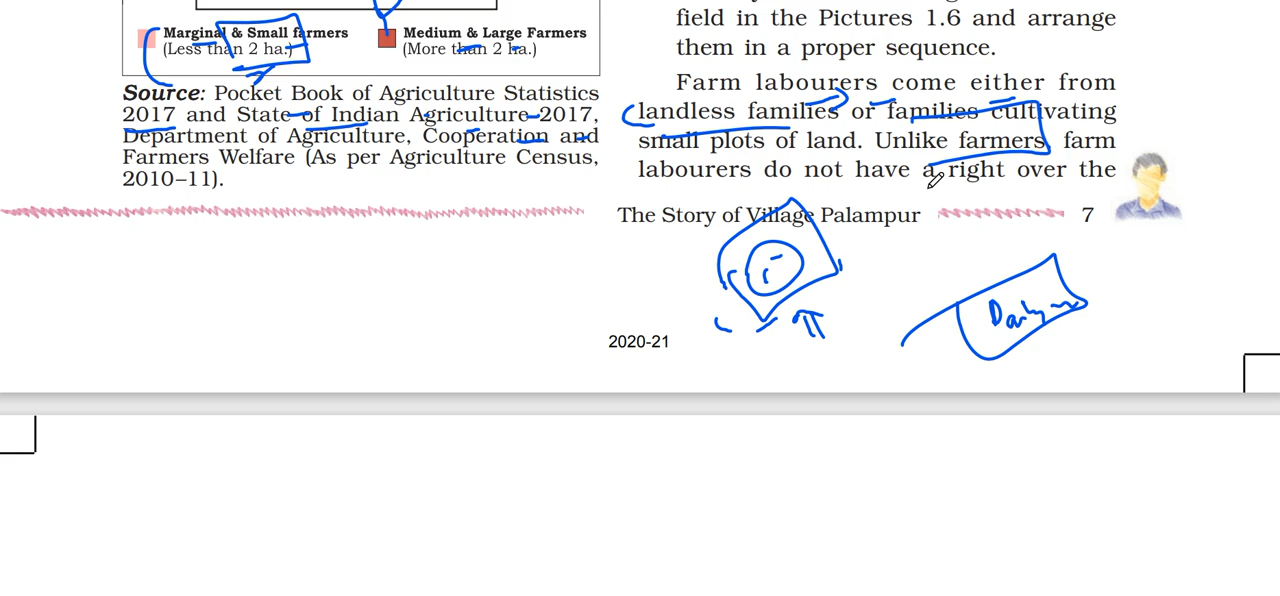 Marginal & Small farmers
(Less than 2 ha.)
Medium & Large Farmers
(More than 2 ha.)
Source: Pocket Book of Agriculture Statistics
2017 and State of Indian Agriculture 2017,
Department of Agriculture, Cooperation and
Farmers Welfare (As per Agriculture Census,
2010–11).
field in the Pictures 1.6 and arrange
them in a proper sequence.
Farm labourers come either from
landless families or families cultivating
small plots of land. Unlike farmers, farm
labourers do not have a right over the
The Story of Village Palampur
7
2020-21